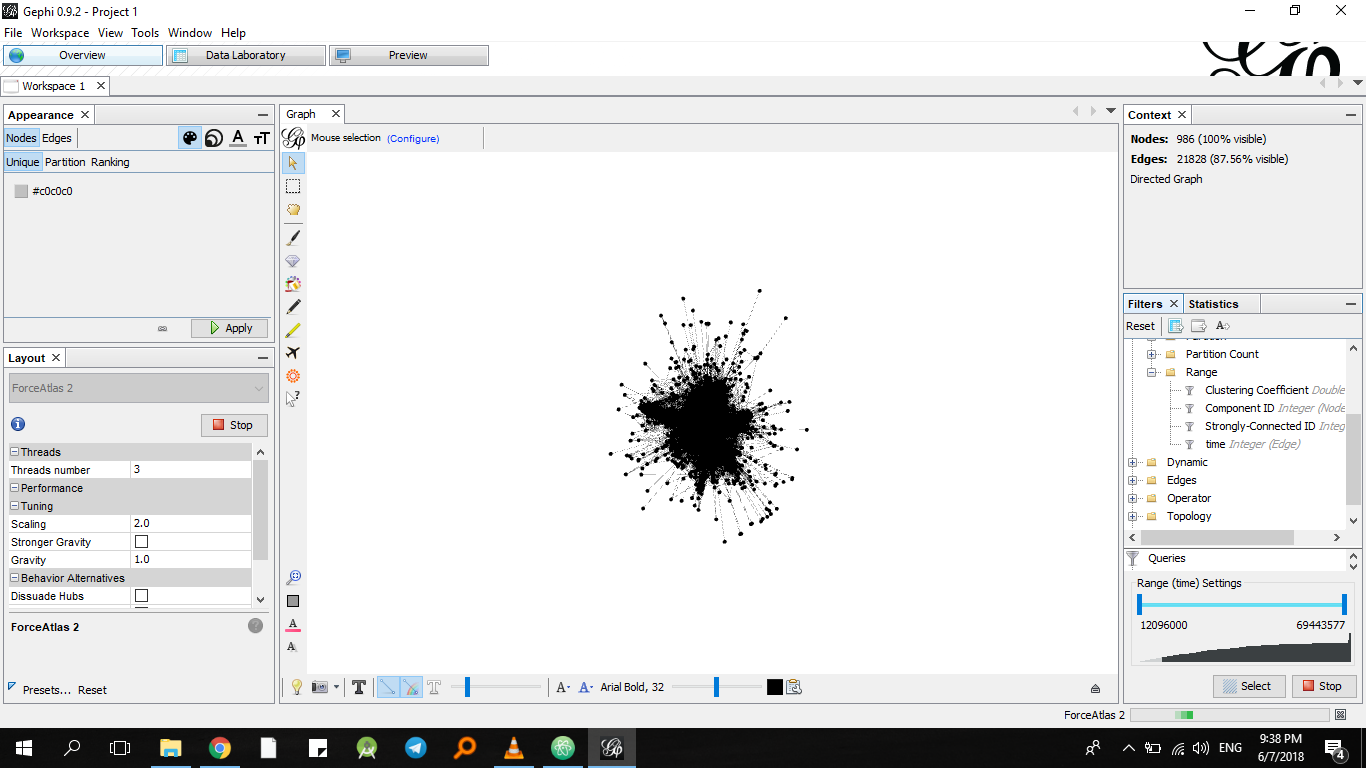 Gephi 0.9.2 - Project 1
File Workspace View Tools Window Help
Overview Data Laboratory Preview
Workspace 1
Appearance
Nodes Edges
Unique Partition Ranking
#c0c0c0
Apply
Layout
ForceAtlas 2
Stop
Threads
Threads number 3
Performance
Tuning
Scaling 2.0
Stronger Gravity
Gravity 1.0
Behavior Alternatives
Dissuade Hubs
ForceAtlas 2
Presets... Reset
Graph
Mouse selection (Configure)
Arial Bold, 32
Context
Nodes: 986 (100% visible)
Edges: 21828 (87.56% visible)
Directed Graph
Filters Statistics
Reset
Partition Count
Range
Clustering Coefficient Double
Component ID Integer (Node
Strongly-Connected ID Integ
time Integer (Edge)
Dynamic
Edges
Operator
Topology
Queries
Range (time) Settings
12096000 69443577
Select Stop
ForceAtlas 2
ENG
9:38 PM
6/7/2018
4